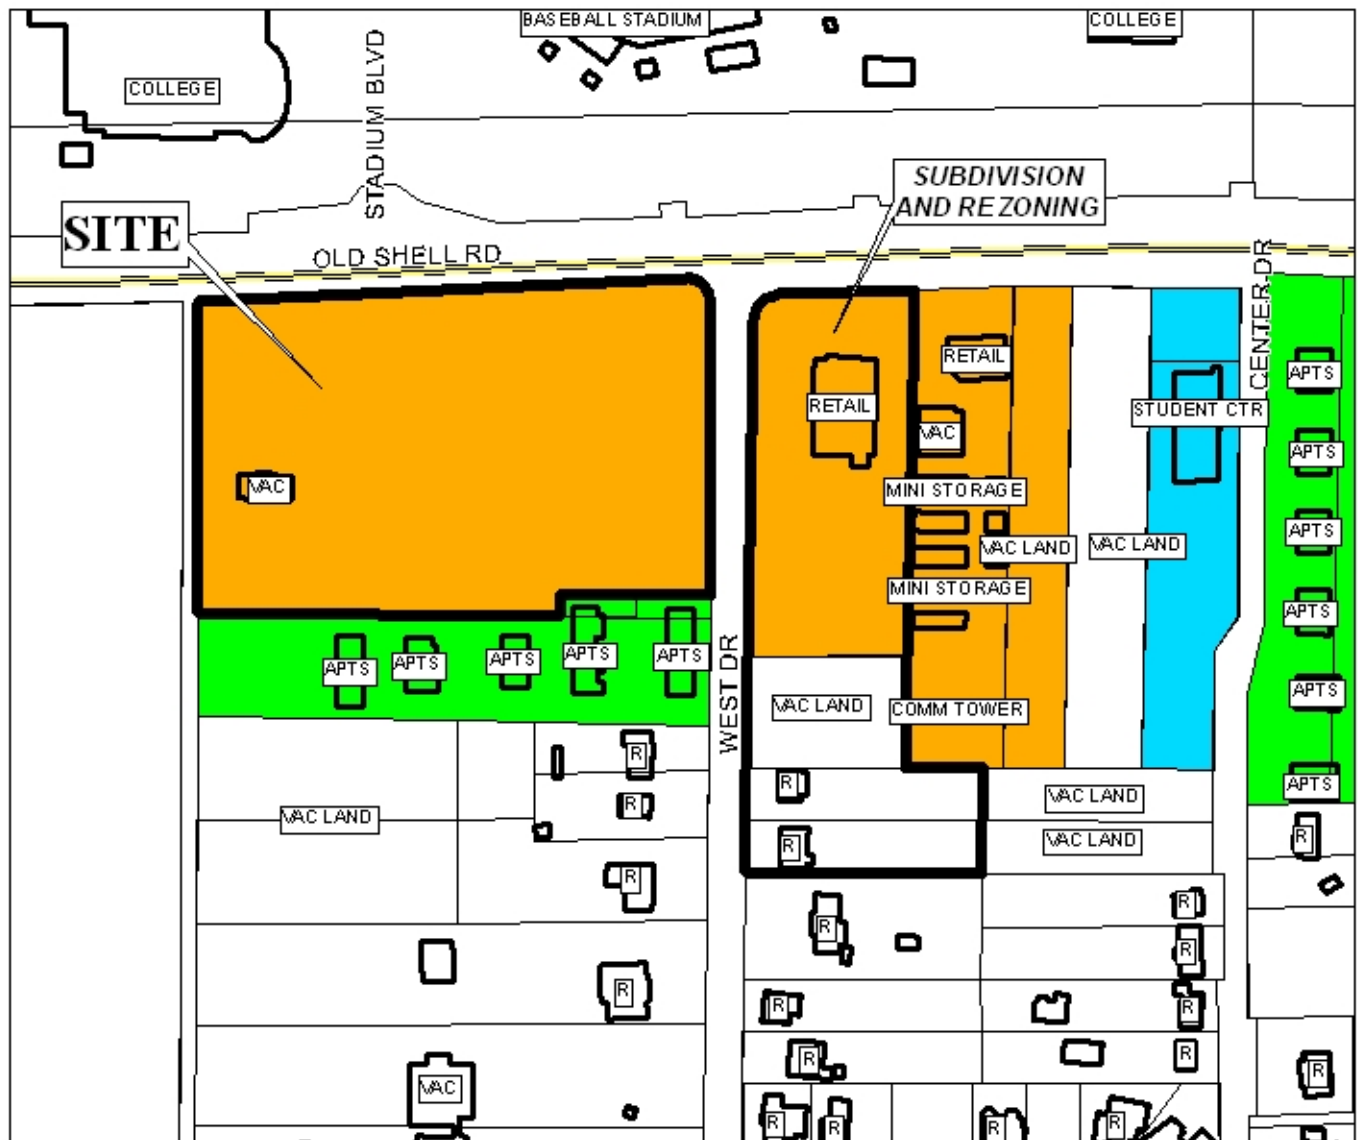 BASEBALL STADIUM
COLLEGE
COLLEGE
STADIUM BLVD
SUBDIVISION
AND REZONING
SITE
OLD SHELL RD
CENTER DR
RETAIL
APTS
RETAIL
STUDENT CTR
VAC
APTS
VAC
MINI STORAGE
APTS
VAC LAND
VAC LAND
MINI STORAGE
APTS
APTS
APTS
APTS
APTS
APTS
WEST DR
APTS
VAC LAND
COMM TOWER
R
R
APTS
R
VAC LAND
VAC LAND
R
VAC LAND
R
R
R
R
R
R
R
R
R
R
R
R
VAC
R
R
R
R